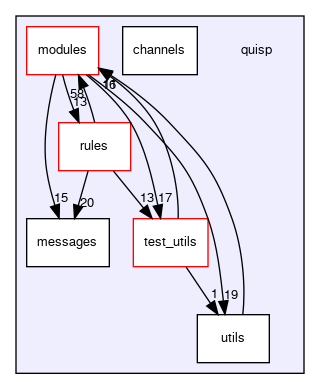 modules
channels
quisp
58
13
16
rules
15
20
13
17
messages
test_utils
1
19
utils